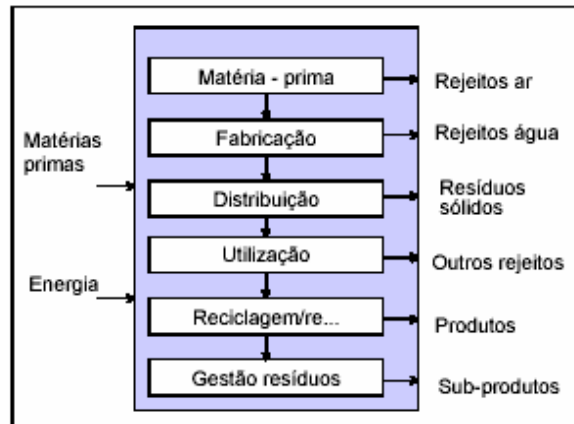 Matéria - prima
Rejeitos ar
Fabricação
Rejeitos água
Matérias
primas
Distribuição
Resíduos
sólidos
Utilização
Outros rejeitos
Energia
Reciclagem/re...
Produtos
Gestão resíduos
Sub-produtos